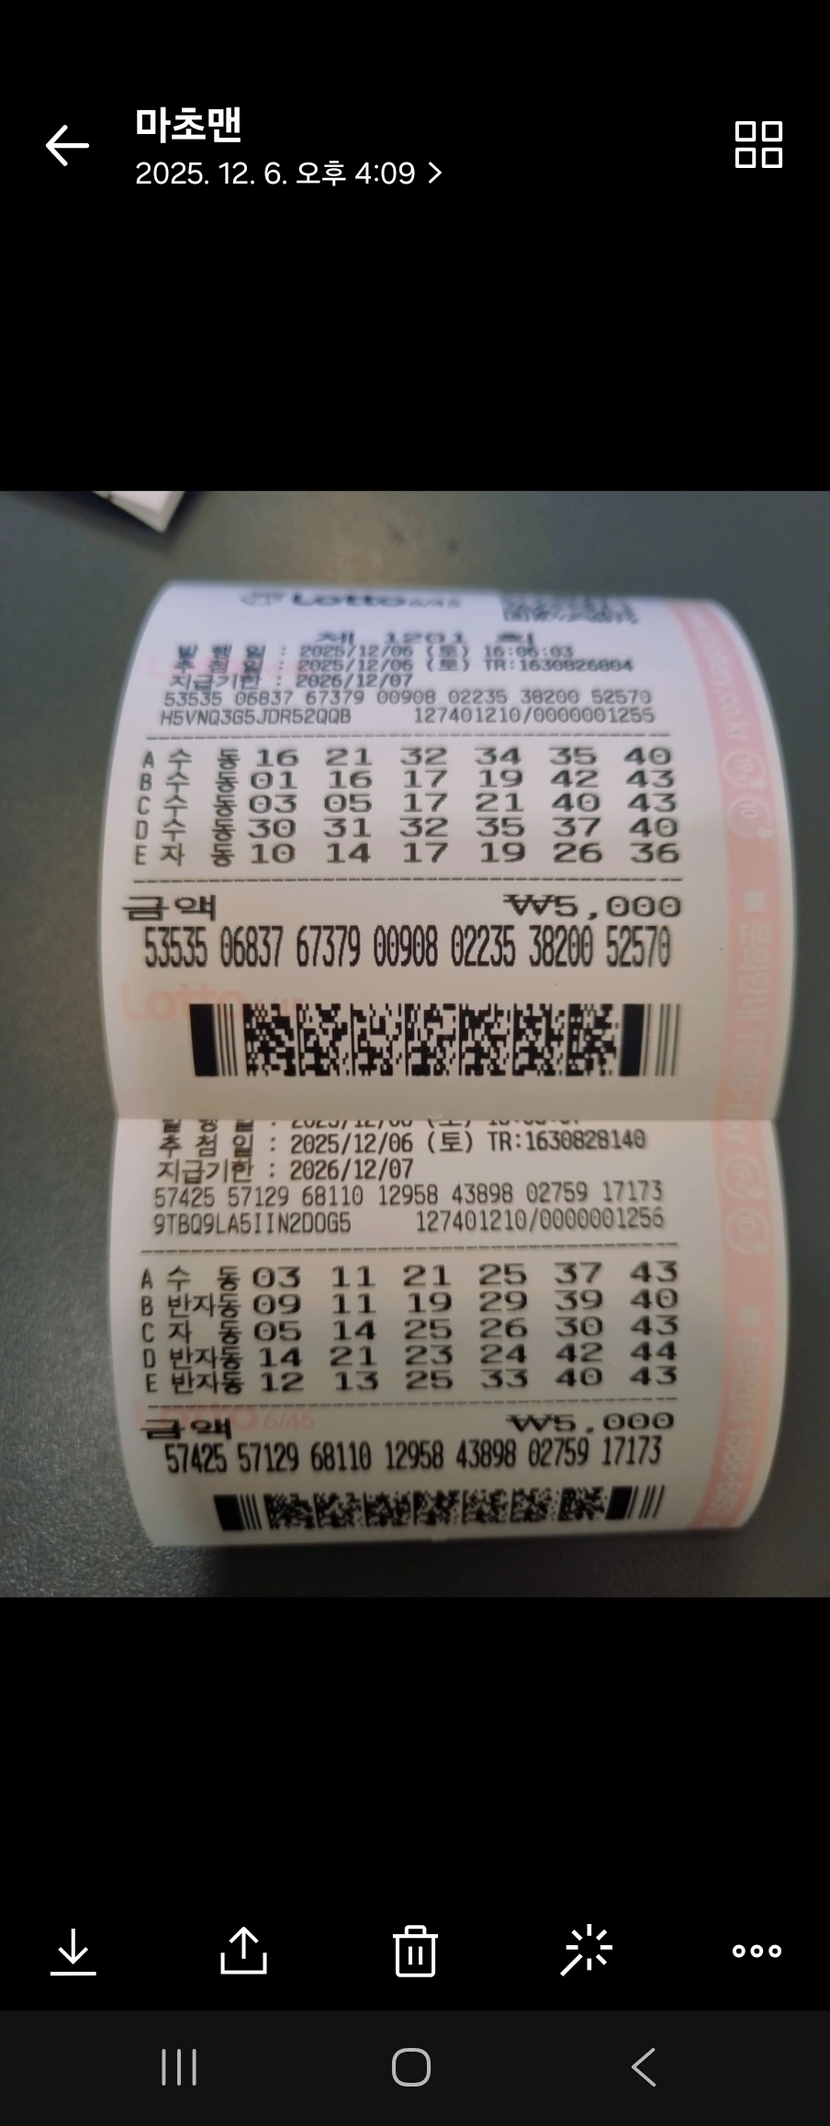 마초맨
2025. 12. 6. 오후 4:09
Lotto 6/45
제 1201 회
발 행 일 : 2025/12/06 (토) 16:06:03
추 첨 일 : 2025/12/06 (토) TR:1630826804
지급기한 : 2026/12/07
53535 06837 67379 00908 02235 38200 52570
H5VNQ3G5JDR52QQB 127401210/0000001255
A 수 동 16 21 32 34 35 40
B 수 동 01 16 17 19 42 43
C 수 동 03 05 17 21 40 43
D 수 동 30 31 32 35 37 40
E 자 동 10 14 17 19 26 36
금액 ₩5,000
53535 06837 67379 00908 02235 38200 52570
Lotto
추 첨 일 : 2025/12/06 (토) TR:1630828140
지급기한 : 2026/12/07
57425 57129 68110 12958 43898 02759 17173
9TBQ9LA5IIN2DOG5 127401210/0000001256
A 수 동 03 11 21 25 37 43
B 반자동 09 11 19 29 39 40
C 자 동 05 14 25 26 30 43
D 반자동 14 21 23 24 42 44
E 반자동 12 13 25 33 40 43
Lotto 6/45
금액 ₩5,000
57425 57129 68110 12958 43898 02759 17173